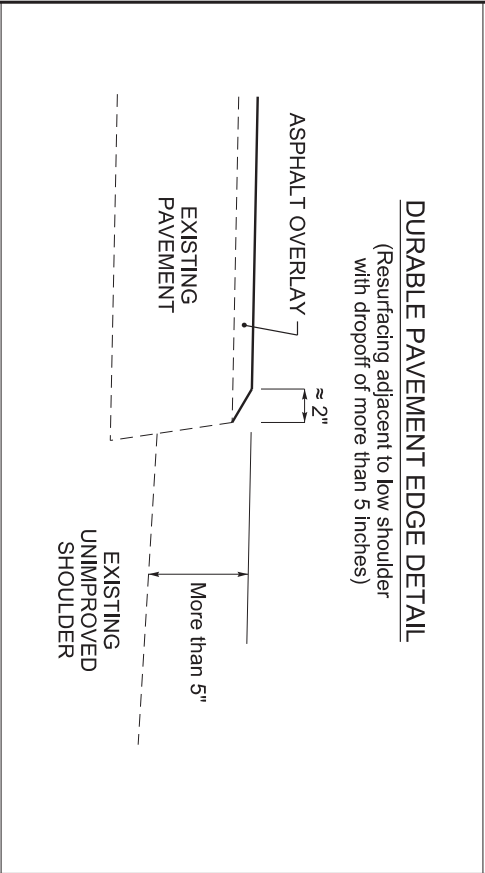 DURABLE PAVEMENT EDGE DETAIL
(Resurfacing adjacent to low shoulder
with dropoff of more than 5 inches)
≈ 2"
ASPHALT OVERLAY
EXISTING
PAVEMENT
More than 5"
EXISTING
UNIMPROVED
SHOULDER